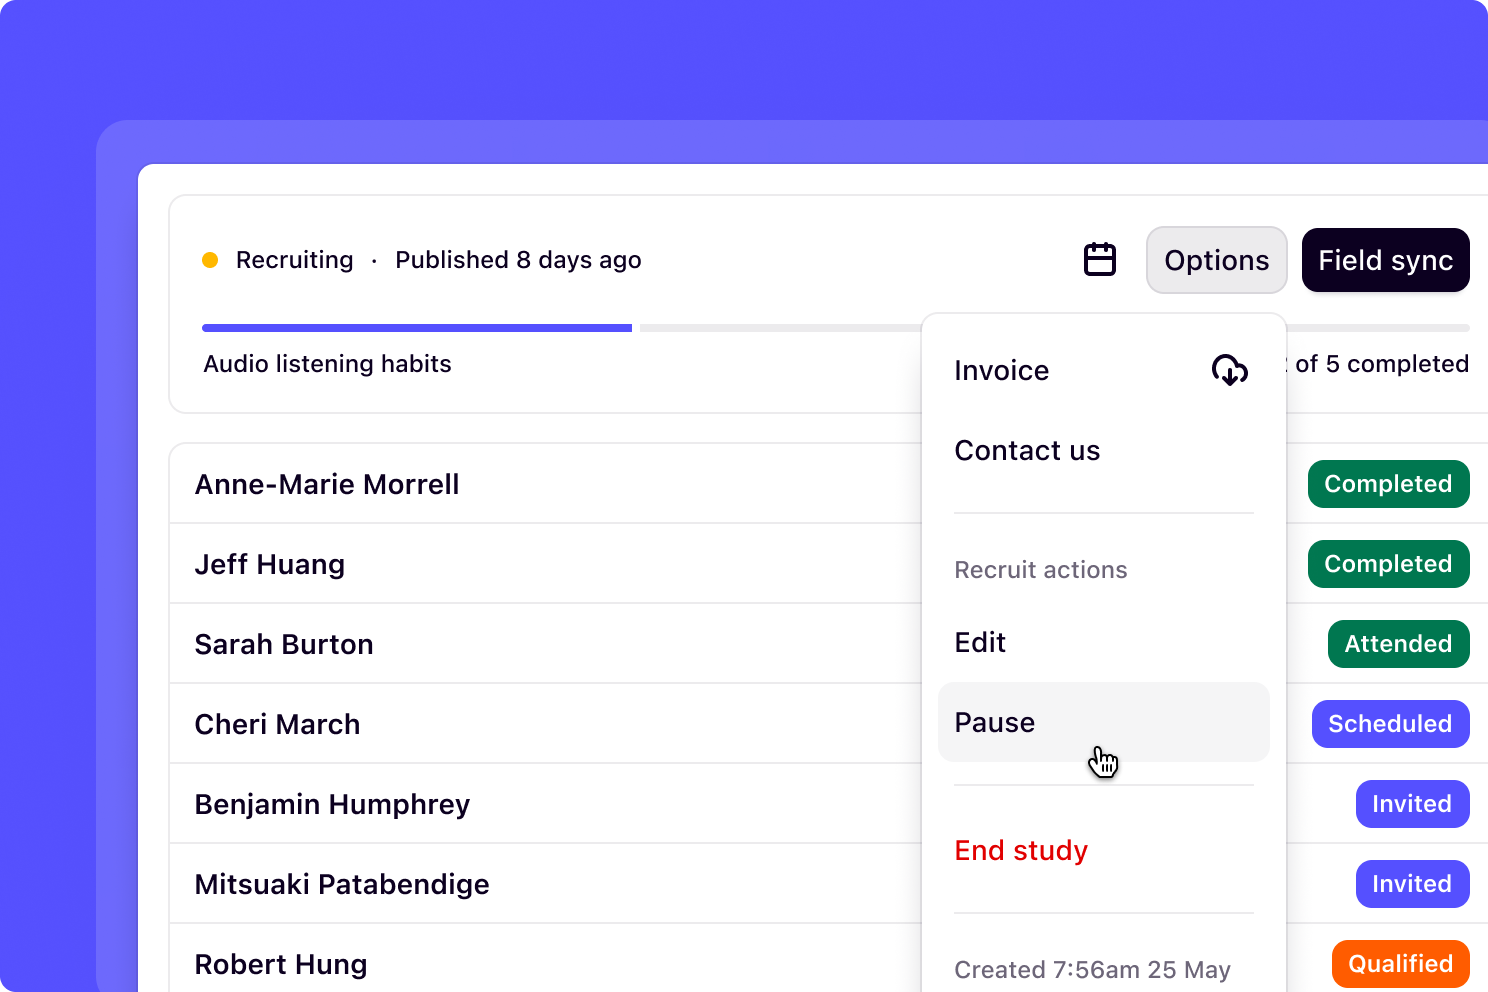 Recruiting · Published 8 days ago
Options
Field sync
Audio listening habits
of 5 completed
Invoice
Contact us
Recruit actions
Edit
Pause
End study
Created 7:56am 25 May
Anne-Marie Morrell
Completed
Jeff Huang
Completed
Sarah Burton
Attended
Cheri March
Scheduled
Benjamin Humphrey
Invited
Mitsuaki Patabendige
Invited
Robert Hung
Qualified